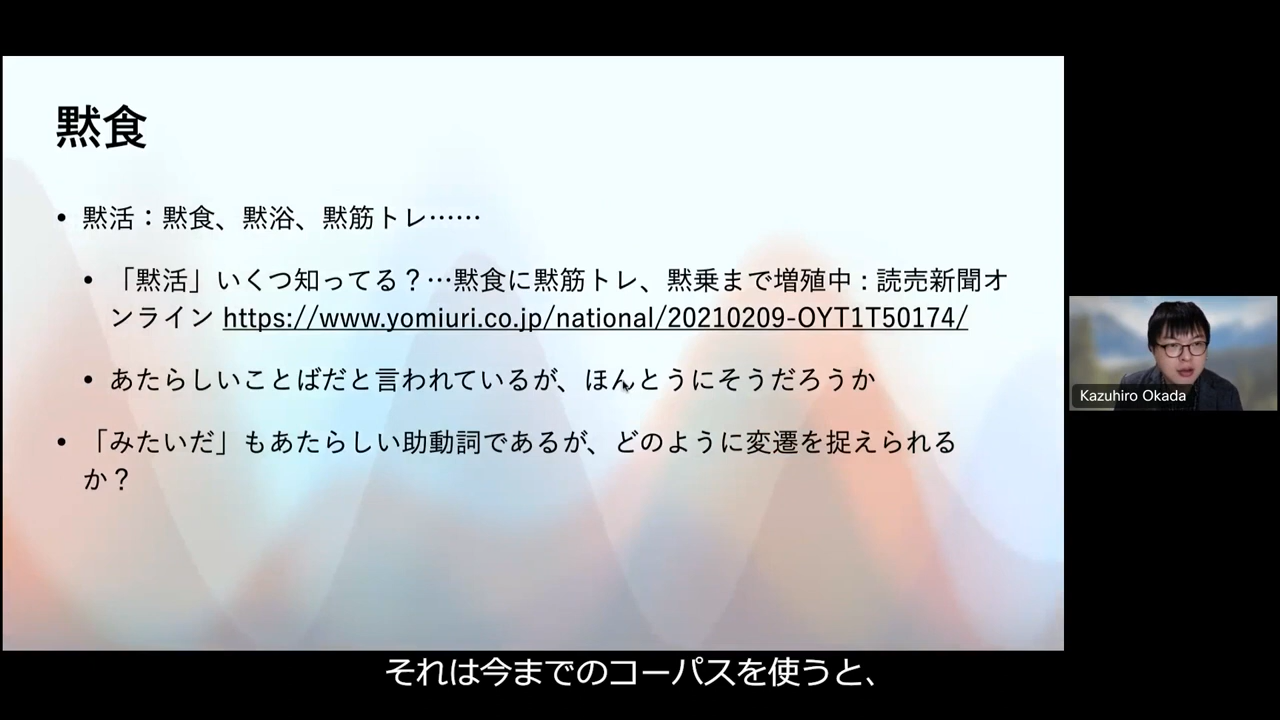 黙食
• 黙活：黙食、黙浴、黙筋トレ……
• 「黙活」いくつ知ってる？…黙食に黙筋トレ、黙乗まで増殖中 : 読売新聞オ
ンライン https://www.yomiuri.co.jp/national/20210209-OYT1T50174/
• あたらしいことばだと言われているが、ほんとうにそうだろうか
• 「みたいだ」もあたらしい助動詞であるが、どのように変遷を捉えられる
か？
Kazuhiro Okada
それは今までのコーパスを使うと、